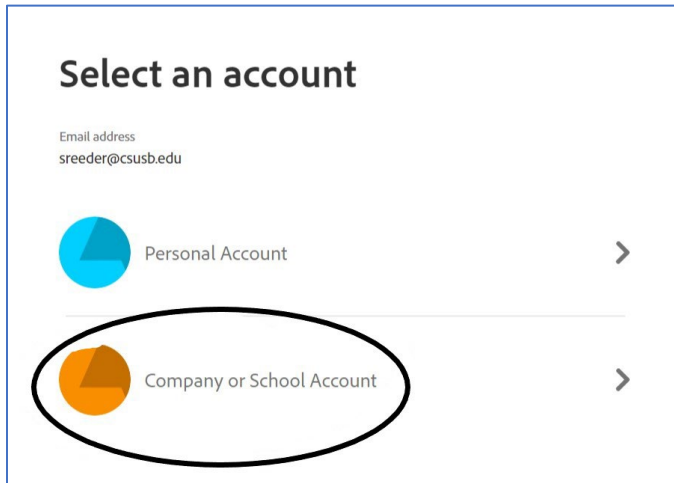 Select an account
Email address
sreeder@csusb.edu
Personal Account
Company or School Account